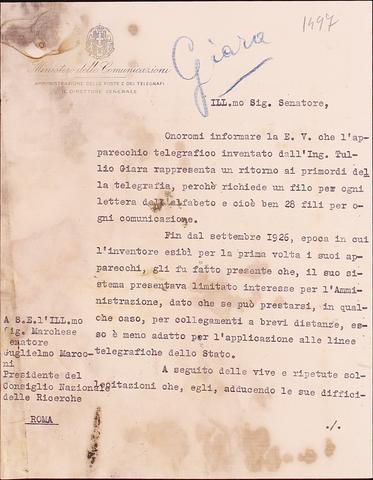 1497
Giara
Ministero delle Comunicazioni
AMMINISTRAZIONE DELLE POSTE E DEI TELEGRAFI
IL DIRETTORE GENERALE
ILL.mo Sig. Senatore,
Onoromi informare la E. V. che l'ap-
parecchio telegrafico inventato dall'Ing. Tul-
lio Giara rappresenta un ritorno ai primordi del
la telegrafia, perchè richiede un filo per ogni
lettera dell'alfabeto e cioè ben 28 fili per o-
gni comunicazione.
Fin dal settembre 1926, epoca in cui
l'inventore esibì per la prima volta i suoi ap-
parecchi, gli fu fatto presente che, il suo si-
stema presentava limitato interesse per l'Ammi-
nistrazione, dato che se può prestarsi, in qual-
che caso, per collegamenti a brevi distanze, es-
so è meno adatto per l'applicazione alle linee
telegrafiche dello Stato.
A seguito delle vive e ripetute sol-
lecitazioni che, egli, adducendo le sue diffici-
A S.E.l'ILL.mo
Sig. Marchese
Senatore
Guglielmo Marco-
ni
Presidente del
Consiglio Nazionale
delle Ricerche
ROMA
./.